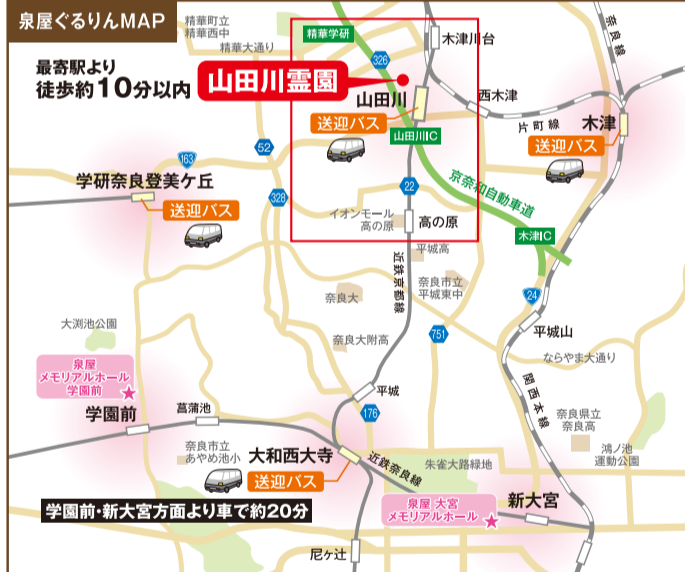 泉屋ぐるりんMAP
最寄駅より
徒歩約10分以内
精華町立
精華西中
精華大通り
精華学研
326
木津川台
山田川霊園
山田川
送迎バス
山田川IC
西木津
奈良線
片町線
木津
送迎バス
52
163
328
学研奈良登美ケ丘
送迎バス
22
京奈和自動車道
イオンモール
高の原
高の原
木津IC
平城高
近鉄京都線
奈良市立
平城東中
奈良大
24
大渕池公園
奈良大附高
751
平城山
ならやま大通り
泉屋
メモリアルホール
学園前
平城
関西本線
学園前
菖蒲池
176
奈良県立
奈良高
鴻ノ池
運動公園
奈良市立
あやめ池小
大和西大寺
送迎バス
近鉄奈良線
朱雀大路緑地
泉屋 大宮
メモリアルホール
新大宮
学園前・新大宮方面より車で約20分
尼ヶ辻